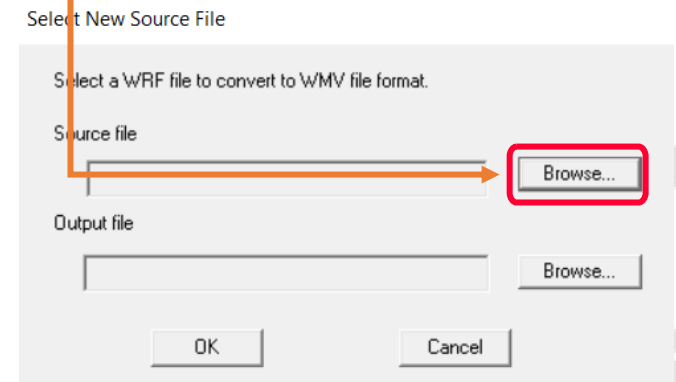 Select New Source File
Select a WRF file to convert to WMV file format.
Source file
Browse...
Output file
Browse...
OK
Cancel